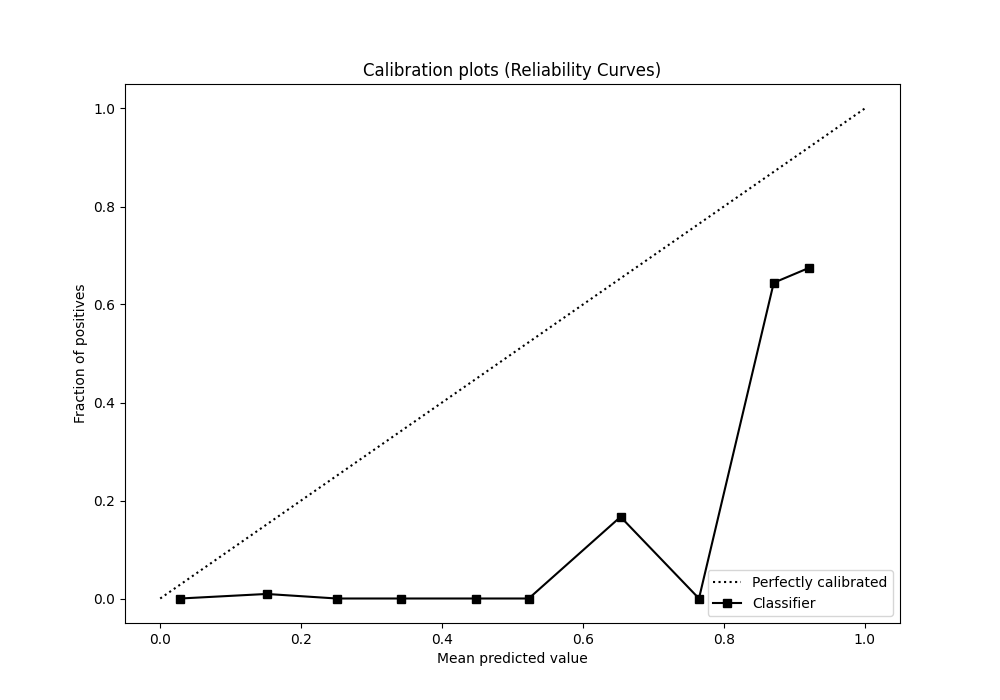 Calibration plots (Reliability Curves)
1.0
0.8
0.6
0.4
0.2
0.0
Fraction of positives
0.0 0.2 0.4 0.6 0.8 1.0
Mean predicted value
Perfectly calibrated
Classifier